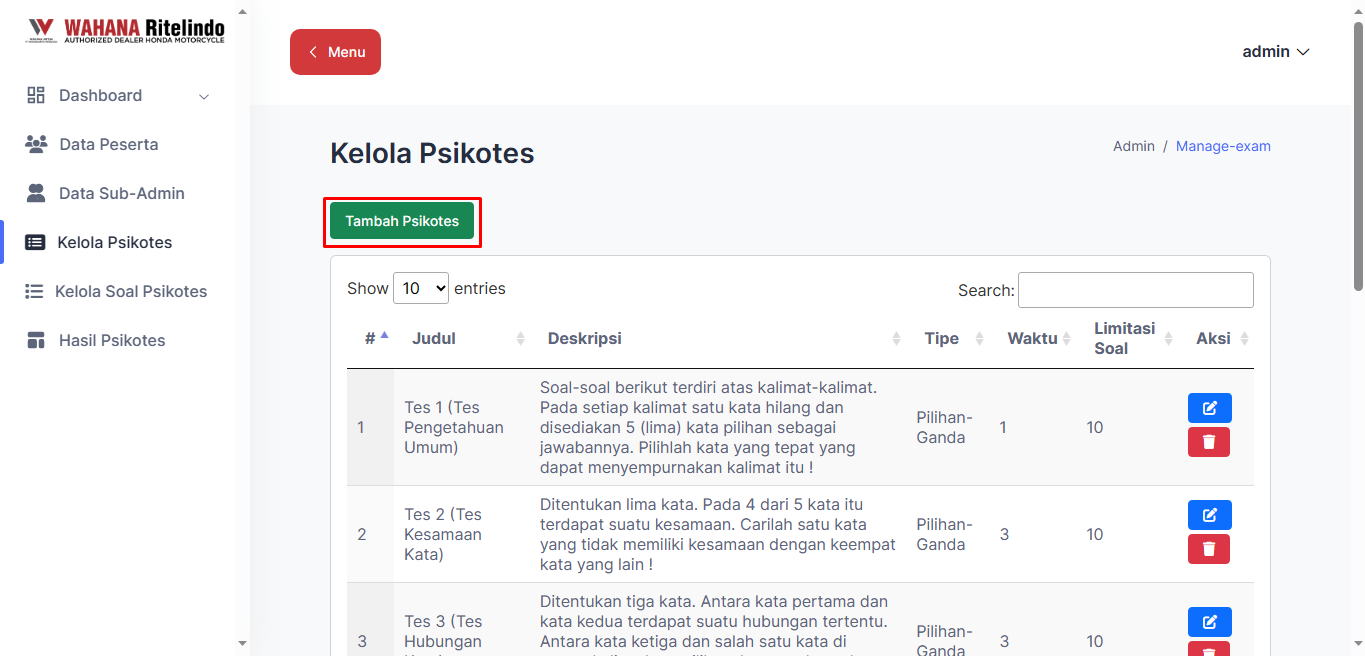 WAHANA Ritelindo
AUTHORIZED DEALER HONDA MOTORCYCLE
Dashboard
Data Peserta
Data Sub-Admin
Kelola Psikotes
Kelola Soal Psikotes
Hasil Psikotes
Menu
admin
Kelola Psikotes
Admin / Manage-exam
Tambah Psikotes
Show 10 entries
Search:
# Judul Deskripsi Tipe Waktu Limitasi Soal Aksi
1
Tes 1 (Tes
Pengetahuan
Umum)
Soal-soal berikut terdiri atas kalimat-kalimat.
Pada setiap kalimat satu kata hilang dan
disediakan 5 (lima) kata pilihan sebagai
jawabannya. Pilihlah kata yang tepat yang
dapat menyempurnakan kalimat itu !
Pilihan-
Ganda
1
10
2
Tes 2 (Tes
Kesamaan
Kata)
Ditentukan lima kata. Pada 4 dari 5 kata itu
terdapat suatu kesamaan. Carilah satu kata
yang tidak memiliki kesamaan dengan keempat
kata yang lain !
Pilihan-
Ganda
3
10
3
Tes 3 (Tes
Hubungan
Ditentukan tiga kata. Antara kata pertama dan
kata kedua terdapat suatu hubungan tertentu.
Antara kata ketiga dan salah satu kata di
Pilihan-
Ganda
3
10